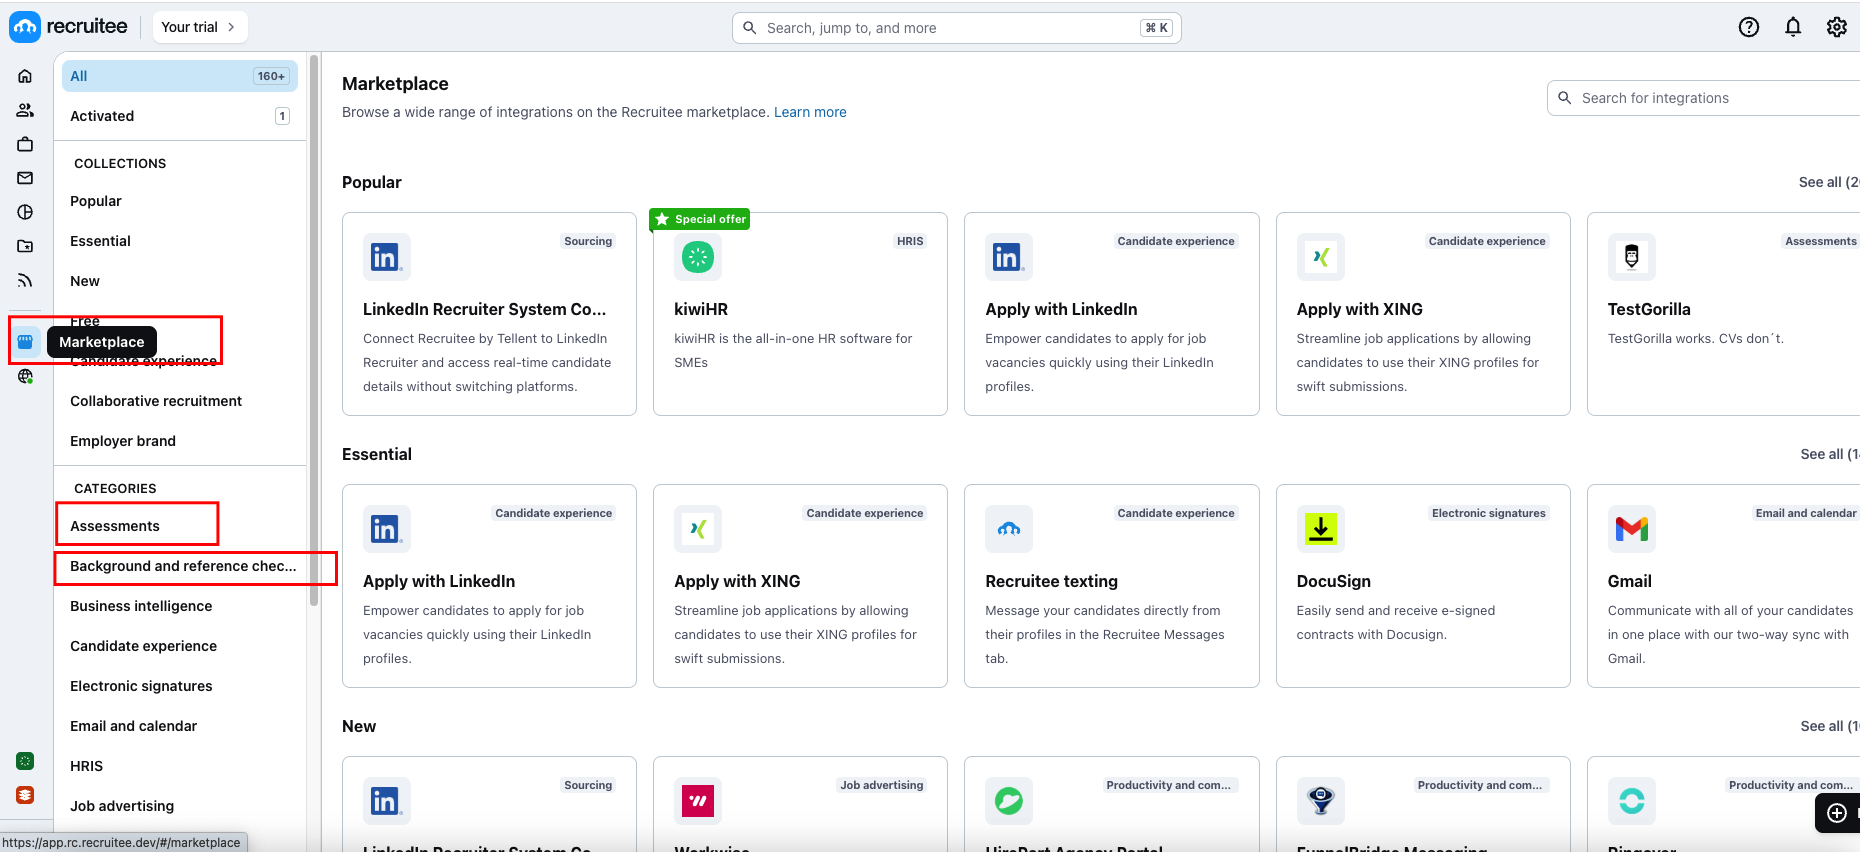 recruitee
Your trial
Search, jump to, and more
⌘ K
All
160+
Activated
1
COLLECTIONS
Popular
Essential
New
Free
Marketplace
Candidate experience
Collaborative recruitment
Employer brand
CATEGORIES
Assessments
Background and reference chec...
Business intelligence
Candidate experience
Electronic signatures
Email and calendar
HRIS
Job advertising
https://app.rc.recruitee.dev/#/marketplace
Marketplace
Browse a wide range of integrations on the Recruitee marketplace. Learn more
Search for integrations
Popular
See all (2
Sourcing
LinkedIn Recruiter System Co...
Connect Recruitee by Tellent to LinkedIn
Recruiter and access real-time candidate
details without switching platforms.
Special offer
HRIS
kiwiHR
kiwiHR is the all-in-one HR software for
SMEs
Candidate experience
Apply with LinkedIn
Empower candidates to apply for job
vacancies quickly using their LinkedIn
profiles.
Candidate experience
Apply with XING
Streamline job applications by allowing
candidates to use their XING profiles for
swift submissions.
Assessments
TestGorilla
TestGorilla works. CVs don´t.
Essential
See all (1
Candidate experience
Apply with LinkedIn
Empower candidates to apply for job
vacancies quickly using their LinkedIn
profiles.
Candidate experience
Apply with XING
Streamline job applications by allowing
candidates to use their XING profiles for
swift submissions.
Candidate experience
Recruitee texting
Message your candidates directly from
their profiles in the Recruitee Messages
tab.
Electronic signatures
DocuSign
Easily send and receive e-signed
contracts with Docusign.
Email and calendar
Gmail
Communicate with all of your candidates
in one place with our two-way sync with
Gmail.
New
See all (1
Sourcing
LinkedIn Recruiter System Co...
Job advertising
Workwise
Productivity and com...
HirePort Agency Portal
Productivity and com...
FunnelBridge Messaging
Productivity and com...
Ringover